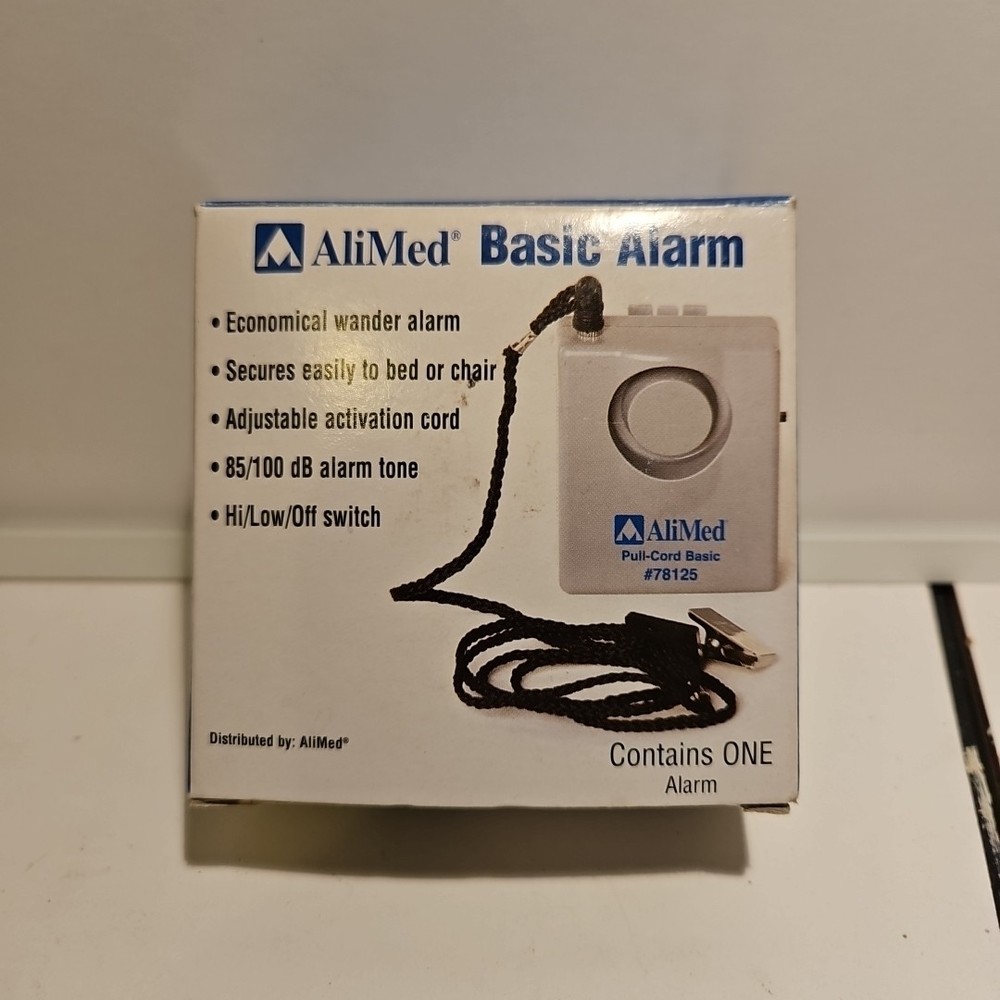 AliMed® Basic Alarm
• Economical wander alarm
• Secures easily to bed or chair
• Adjustable activation cord
• 85/100 dB alarm tone
• Hi/Low/Off switch
AliMed
Pull-Cord Basic
#78125
Distributed by: AliMed®
Contains ONE
Alarm